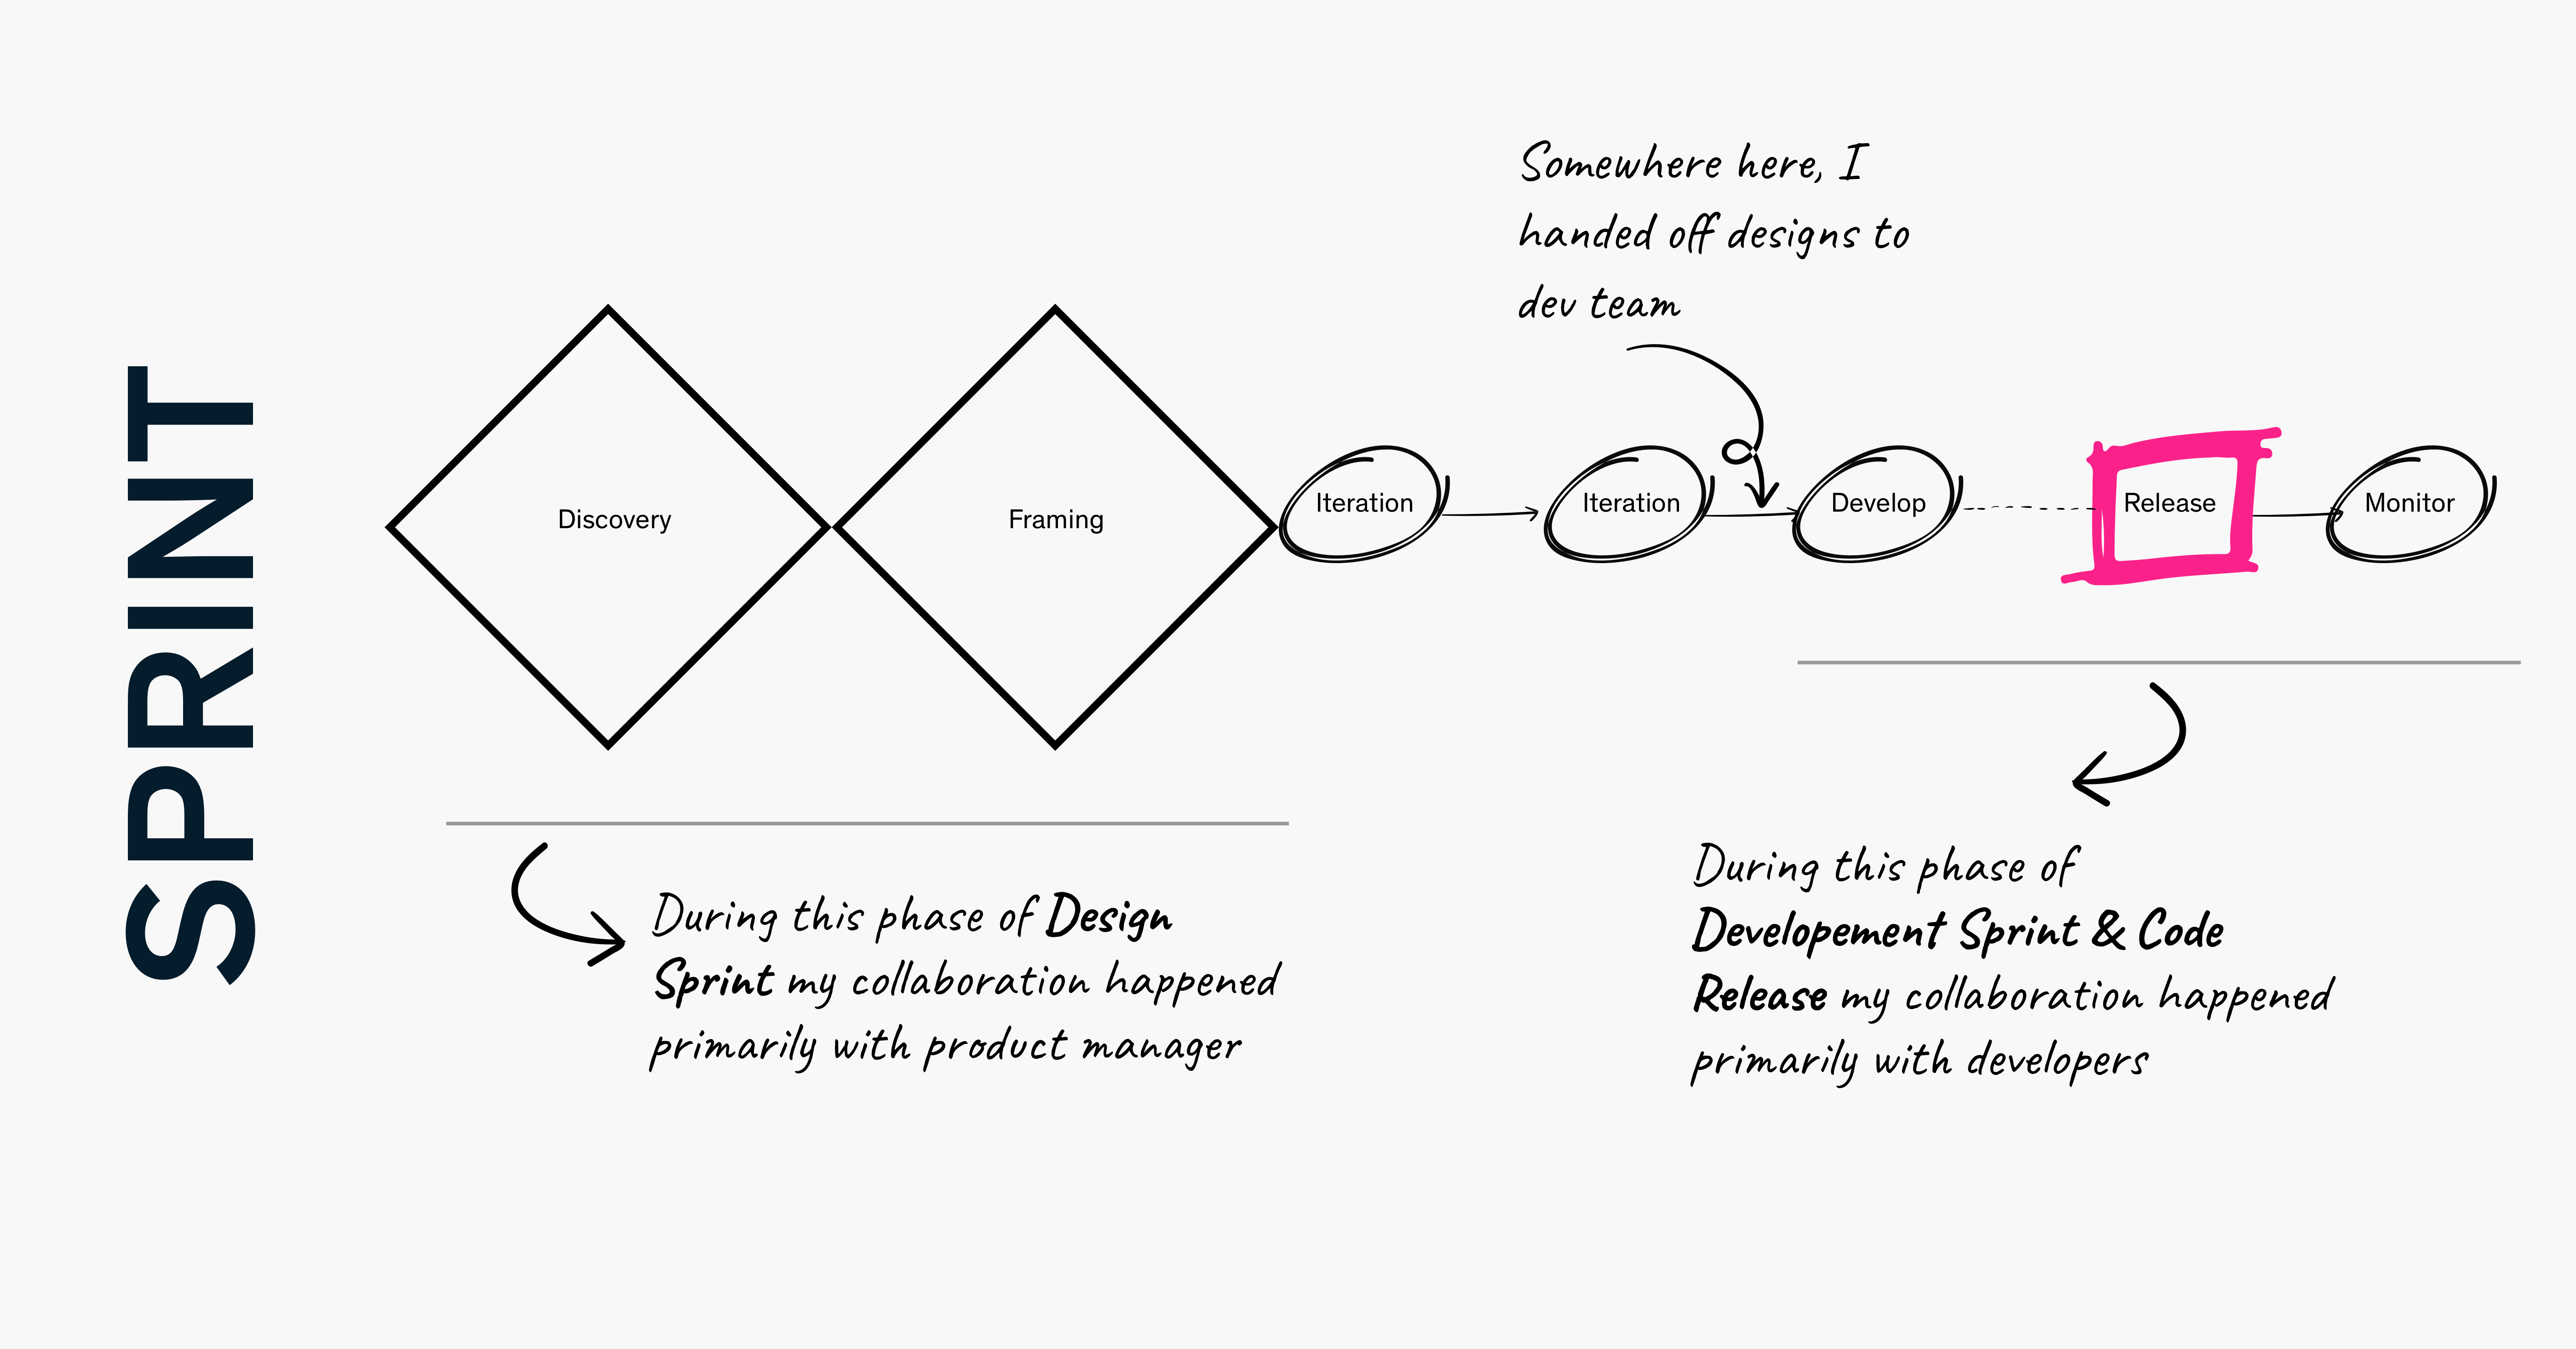 SPRINT
Somewhere here, I
handed off designs to
dev team
Discovery
Framing
Iteration
Iteration
Develop
Release
Monitor
During this phase of Design
Sprint my collaboration happened
primarily with product manager
During this phase of
Developement Sprint & Code
Release my collaboration happened
primarily with developers